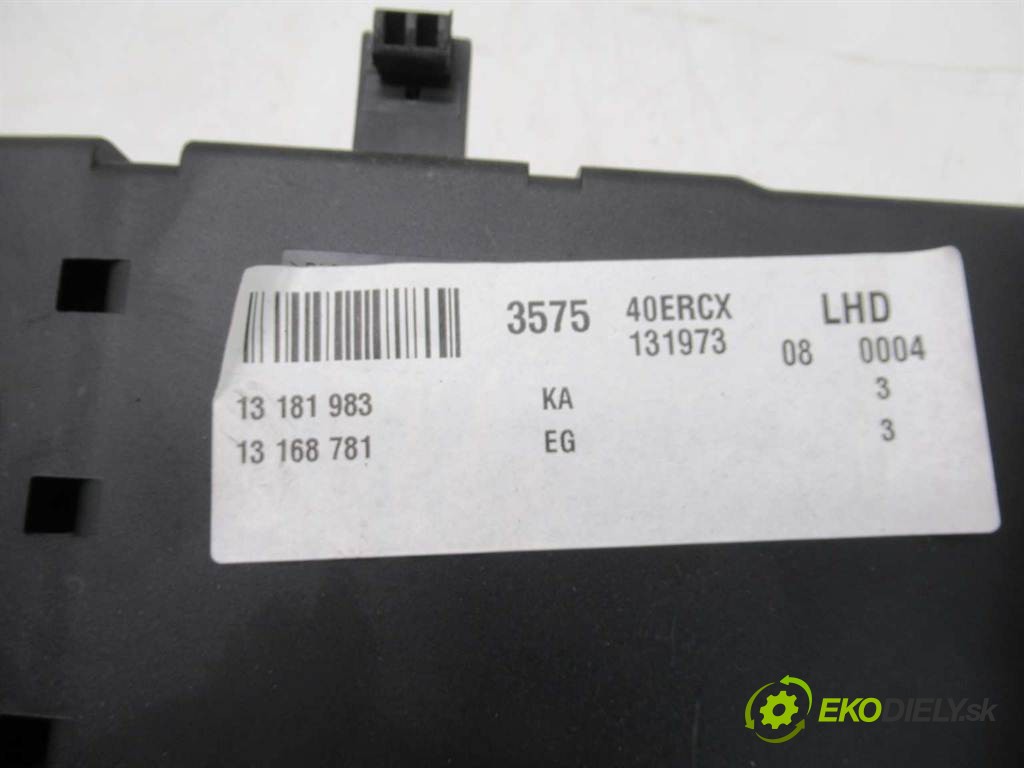 3575 40ERCX LHD
131973 08 0004
13 181 983 KA 3
13 168 781 EG 3
EKODIELY.sk